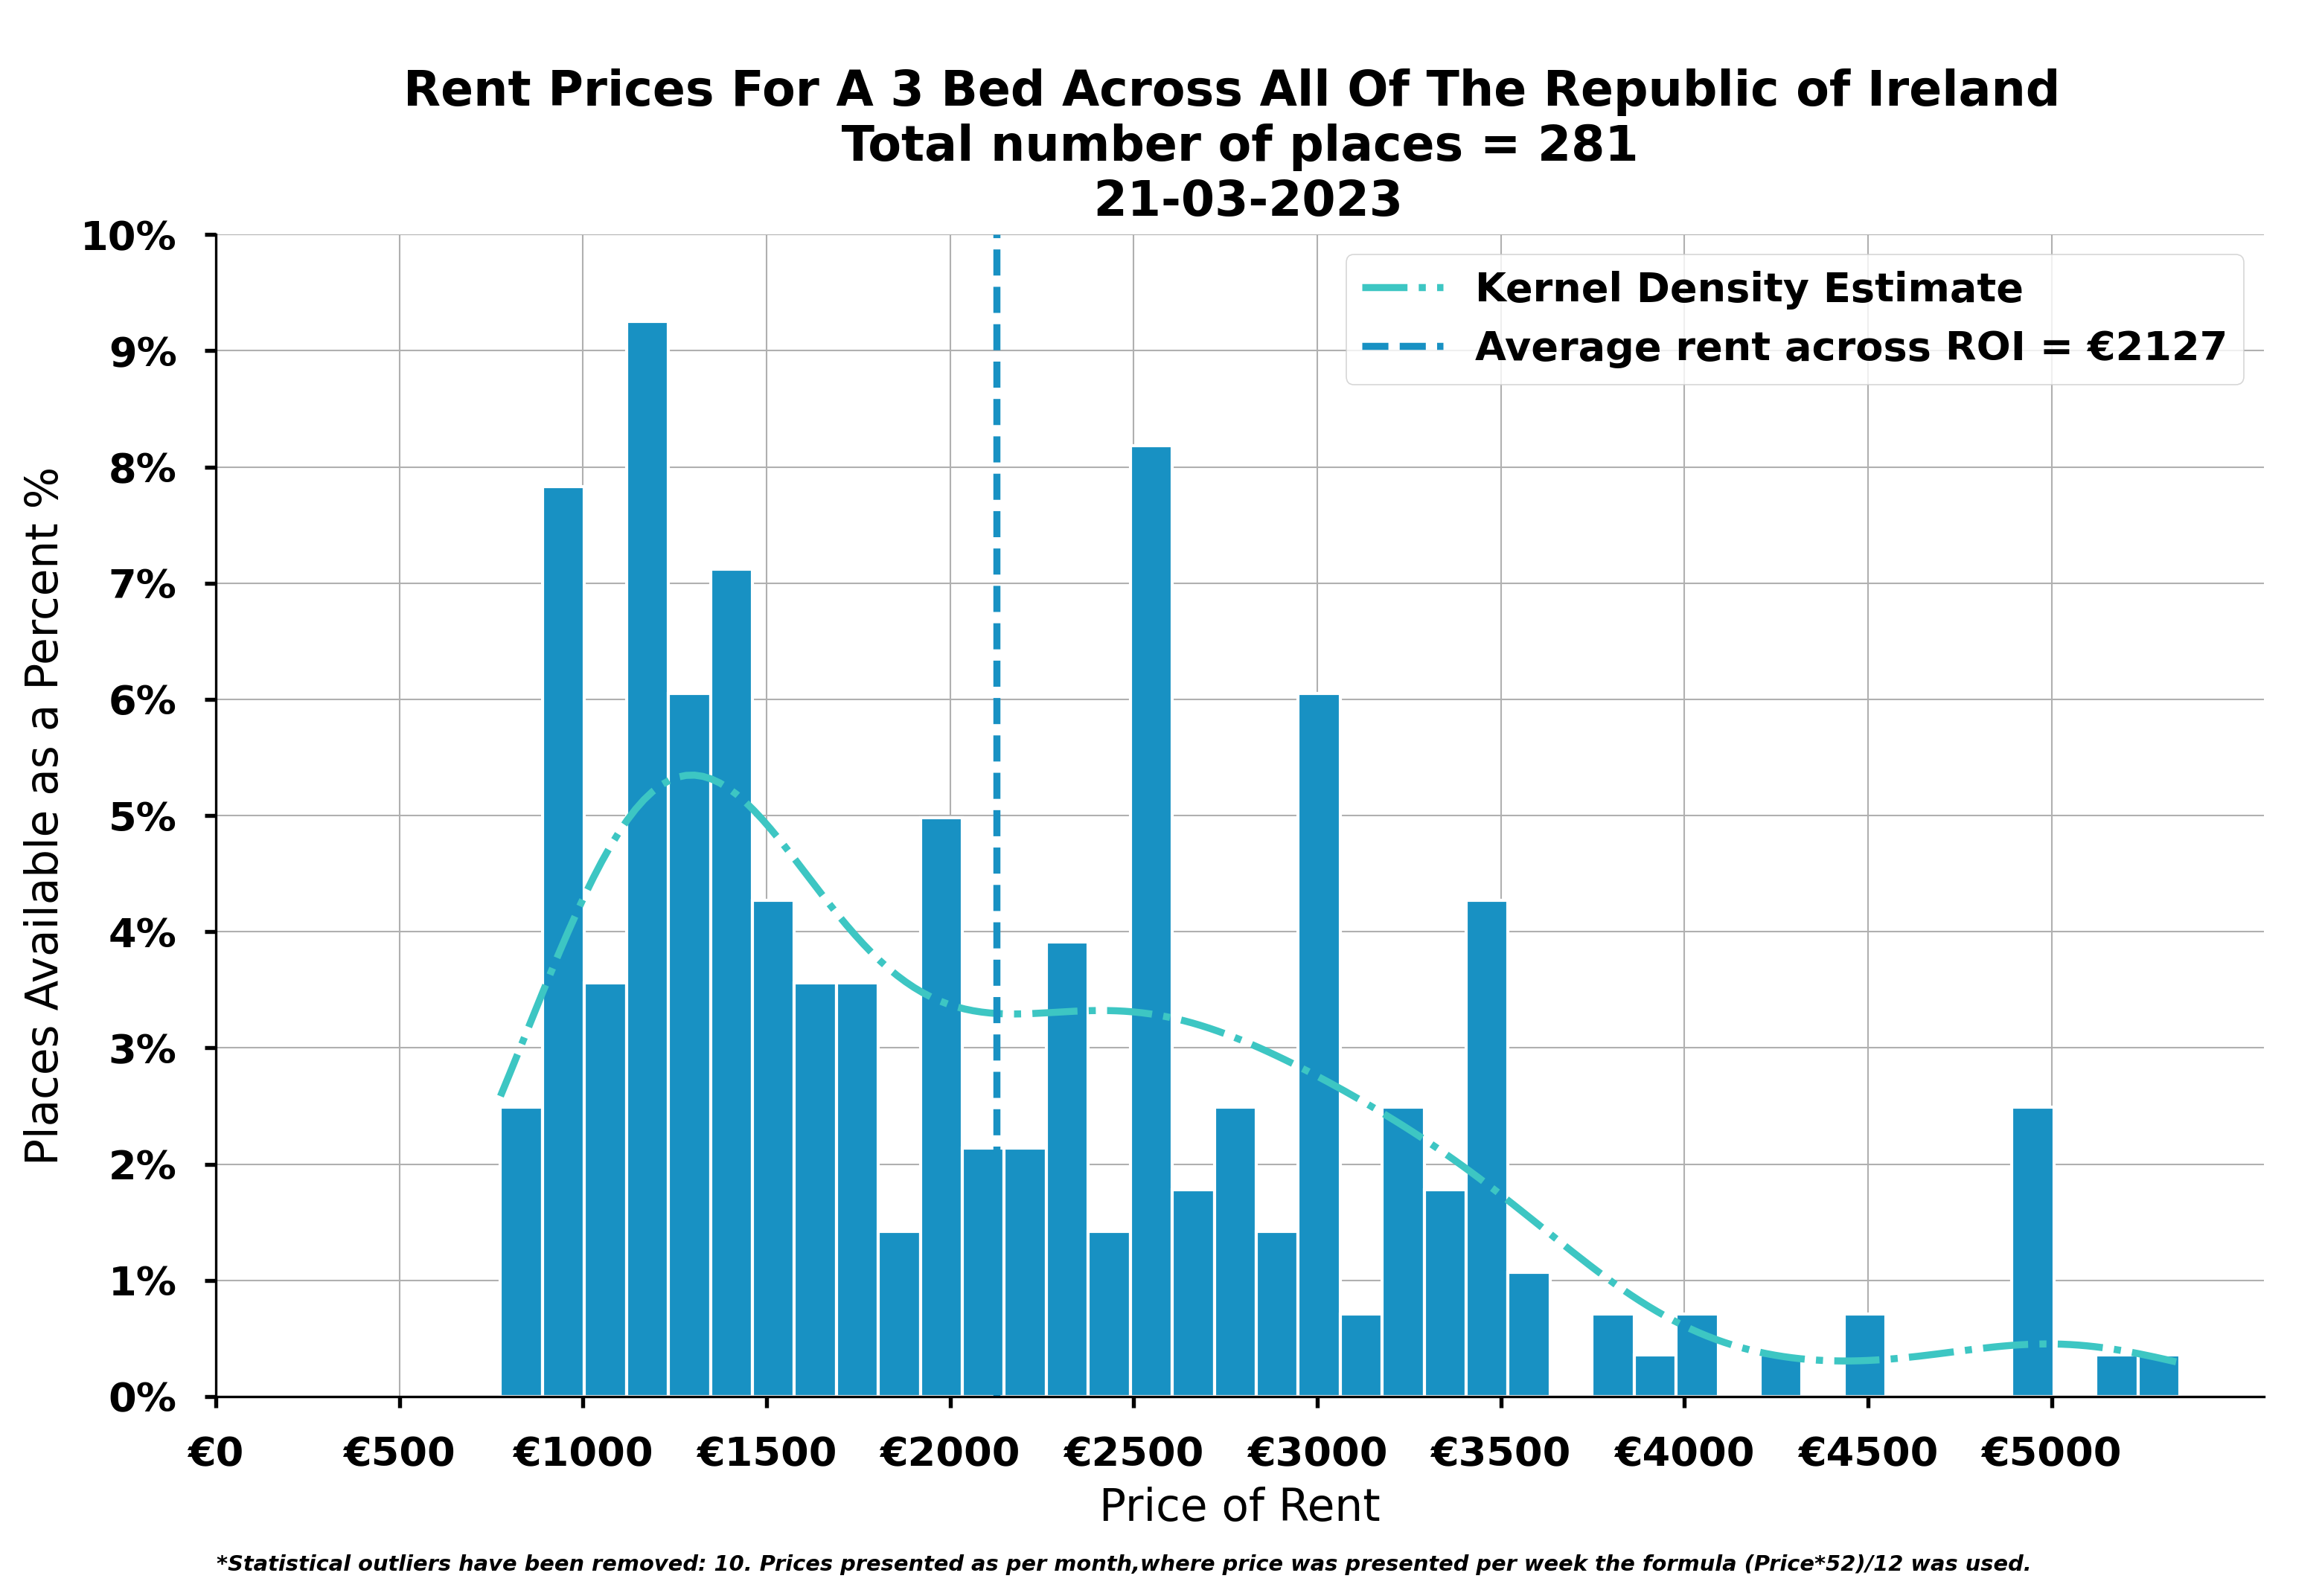 Rent Prices For A 3 Bed Across All Of The Republic of Ireland
Total number of places = 281
21-03-2023
Kernel Density Estimate
Average rent across ROI = €2127
Places Available as a Percent %
10%
9%
8%
7%
6%
5%
4%
3%
2%
1%
0%
€0 €500 €1000 €1500 €2000 €2500 €3000 €3500 €4000 €4500 €5000
Price of Rent
*Statistical outliers have been removed: 10. Prices presented as per month,where price was presented per week the formula (Price*52)/12 was used.